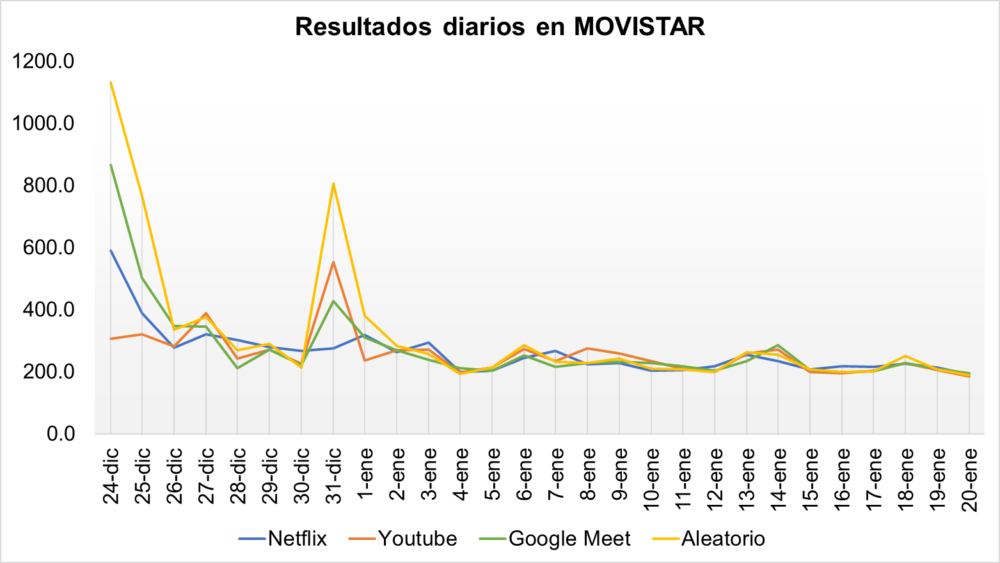 Resultados diarios en MOVISTAR
1200.0
1000.0
800.0
600.0
400.0
200.0
0.0
24-dic
25-dic
26-dic
27-dic
28-dic
29-dic
30-dic
31-dic
1-ene
2-ene
3-ene
4-ene
5-ene
6-ene
7-ene
8-ene
9-ene
10-ene
11-ene
12-ene
13-ene
14-ene
15-ene
16-ene
17-ene
18-ene
19-ene
20-ene
Netflix Youtube Google Meet Aleatorio